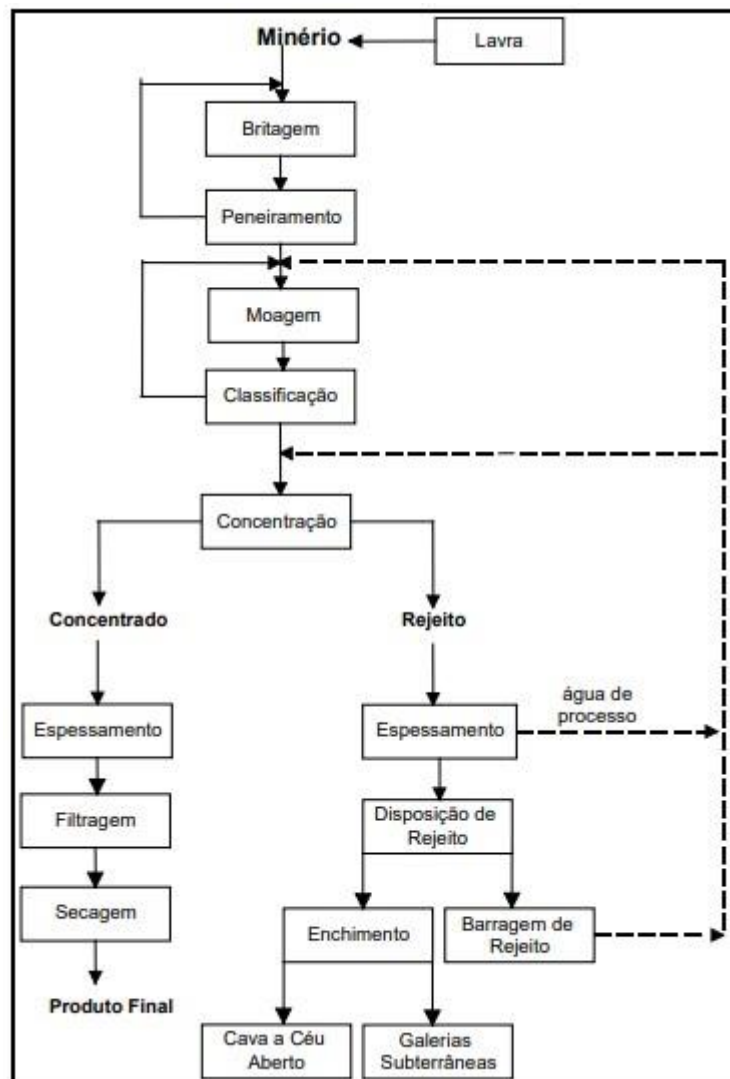 Minério
Lavra
Britagem
Peneiramento
Moagem
Classificação
Concentração
Concentrado
Rejeito
Espessamento
Espessamento
água de
processo
Filtragem
Disposição de
Rejeito
Secagem
Enchimento
Barragem de
Rejeito
Produto Final
Cava a Céu
Aberto
Galerias
Subterrâneas